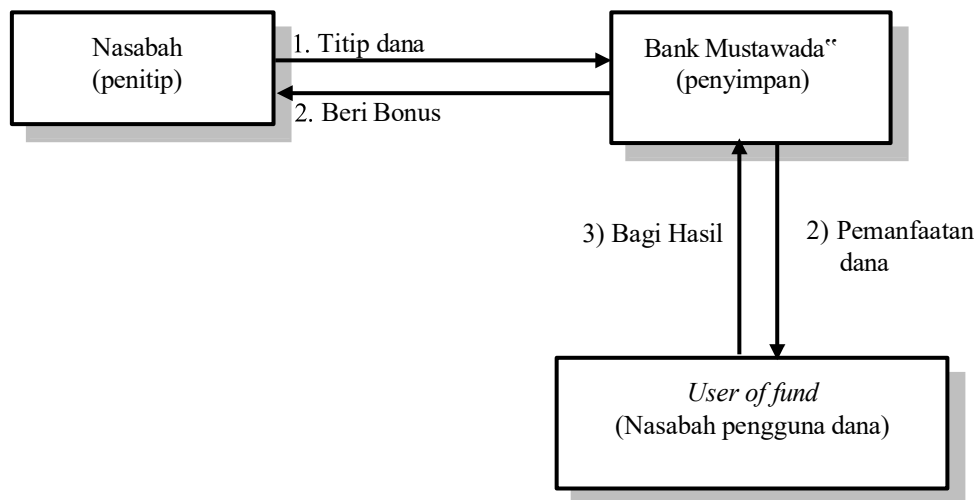 Nasabah
(penitip)
1. Titip dana
2. Beri Bonus
Bank Mustawada‟
(penyimpan)
3) Bagi Hasil
2) Pemanfaatan
dana
User of fund
(Nasabah pengguna dana)